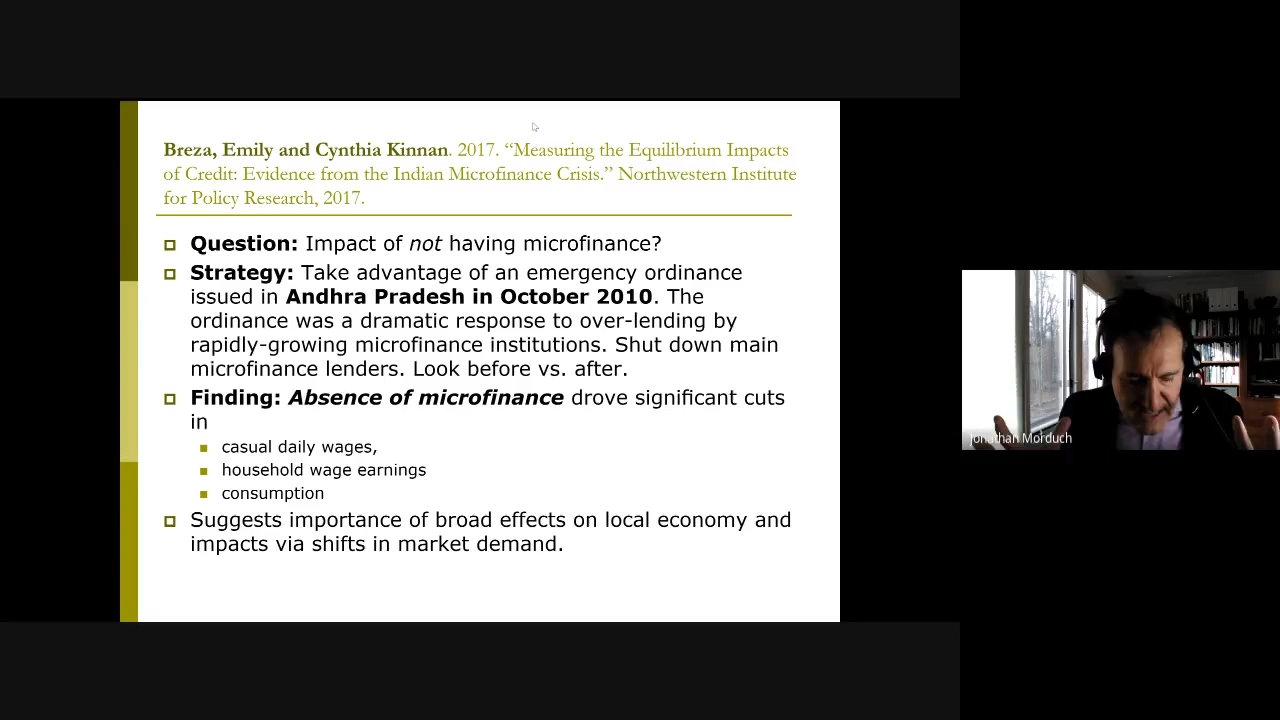 Breza, Emily and Cynthia Kinnan. 2017. “Measuring the Equilibrium Impacts
of Credit: Evidence from the Indian Microfinance Crisis.” Northwestern Institute
for Policy Research, 2017.
Question: Impact of not having microfinance?
Strategy: Take advantage of an emergency ordinance
issued in Andhra Pradesh in October 2010. The
ordinance was a dramatic response to over-lending by
rapidly-growing microfinance institutions. Shut down main
microfinance lenders. Look before vs. after.
Finding: Absence of microfinance drove significant cuts
in
casual daily wages,
household wage earnings
consumption
Suggests importance of broad effects on local economy and
impacts via shifts in market demand.
Jonathan Morduch